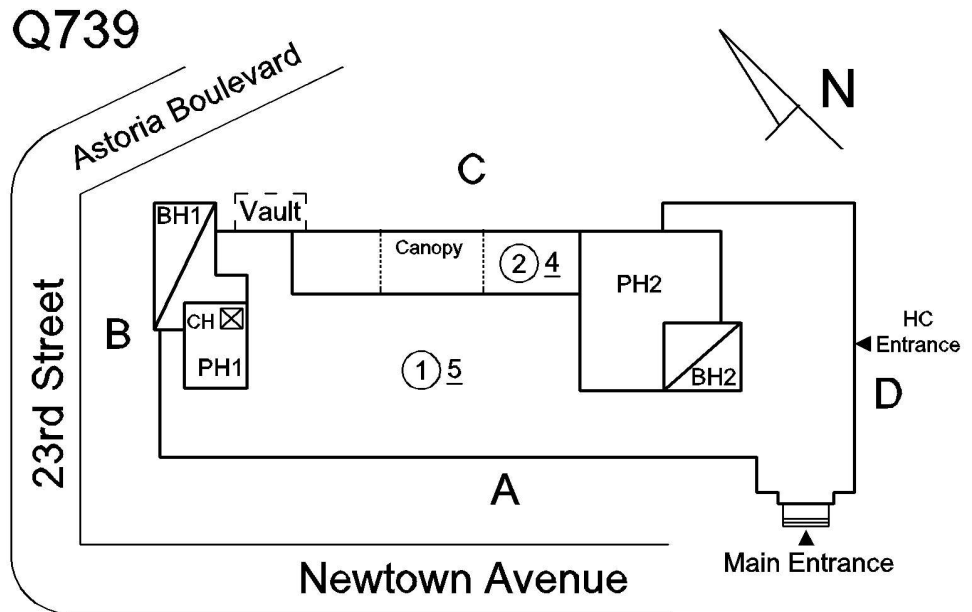 Q739
Astoria Boulevard
N
C
BH1
Vault
Canopy
2 4
PH2
CH
PH1
B
1 5
BH2
HC
Entrance
D
23rd Street
A
Main Entrance
Newtown Avenue